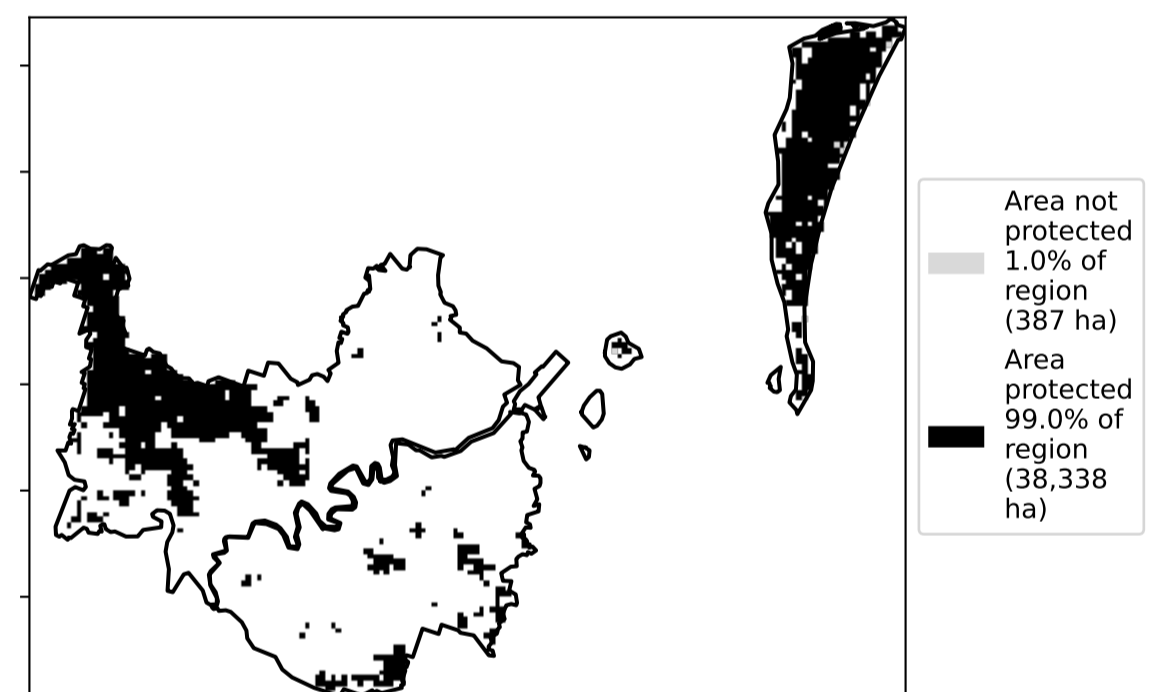 Area not
protected
1.0% of
region
(387 ha)
Area
protected
99.0% of
region
(38,338
ha)